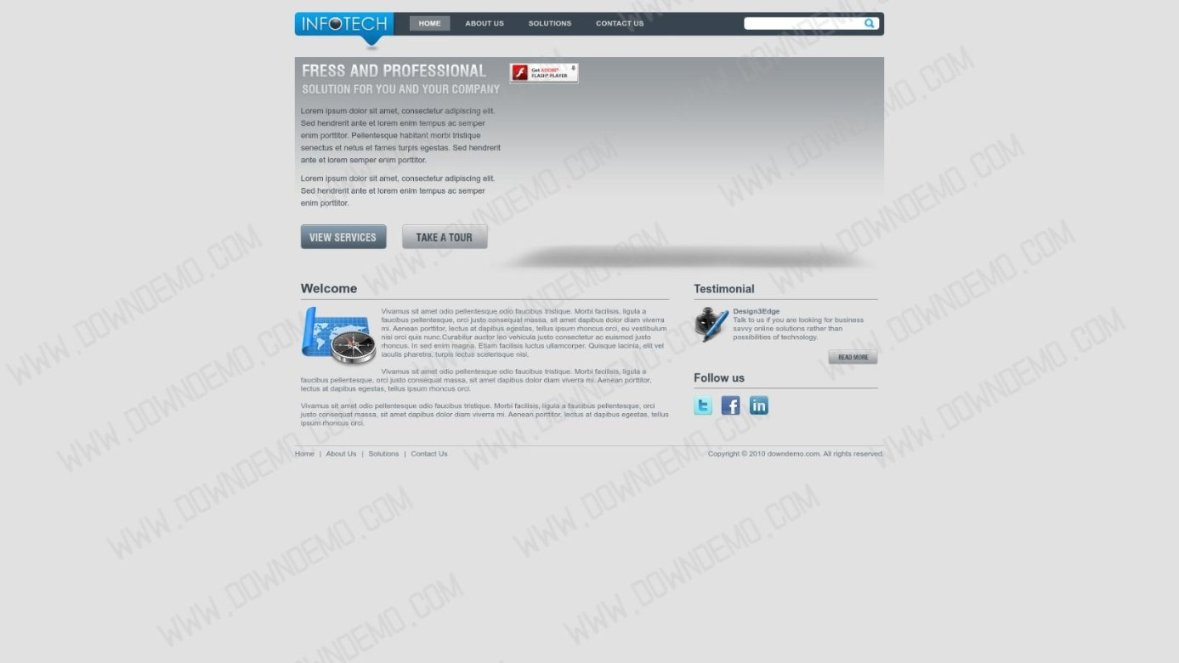 INFOTECH
HOME ABOUT US SOLUTIONS CONTACT US
FRESS AND PROFESSIONAL
SOLUTION FOR YOU AND YOUR COMPANY
Get ADOBE®
FLASH® PLAYER
Lorem ipsum dolor sit amet, consectetur adipiscing elit.
Sed hendrerit ante et lorem enim tempus ac semper
enim porttitor. Pellentesque habitant morbi tristique
senectus et netus et fames turpis egestas. Sed hendrerit
ante et lorem semper enim porttitor.
Lorem ipsum dolor sit amet, consectetur adipiscing elit.
Sed hendrerit ante et lorem enim tempus ac semper
enim porttitor.
VIEW SERVICES TAKE A TOUR
Welcome
Vivamus sit amet odio pellentesque odio faucibus tristique. Morbi facilisis, ligula a
faucibus pellentesque, orci justo consequat massa, sit amet dapibus dolor diam viverra
mi. Aenean porttitor, lectus at dapibus egestas, tellus ipsum rhoncus orci, eu vestibulum
nisi orci quis nunc.Curabitur auctor leo vehicula justo consectetur ac euismod justo
rhoncus. In sed enim magna. Etiam facilisis luctus ullamcorper. Quisque lacinia, elit vel
iaculis pharetra, turpis lectus scelerisque nisi.
Vivamus sit amet odio pellentesque odio faucibus tristique. Morbi facilisis, ligula a
faucibus pellentesque, orci justo consequat massa, sit amet dapibus dolor diam viverra mi. Aenean porttitor,
lectus at dapibus egestas, tellus ipsum rhoncus orci.
Vivamus sit amet odio pellentesque odio faucibus tristique. Morbi facilisis, ligula a faucibus pellentesque, orci
justo consequat massa, sit amet dapibus dolor diam viverra mi. Aenean porttitor, lectus at dapibus egestas, tellus
ipsum rhoncus orci.
Testimonial
Design3Edge
Talk to us if you are looking for business
savvy online solutions rather than
possibilities of technology.
READ MORE
Follow us
Home | About Us | Solutions | Contact Us
Copyright © 2010 downdemo.com. All rights reserved.
WWW.DOWNDEMO.COM